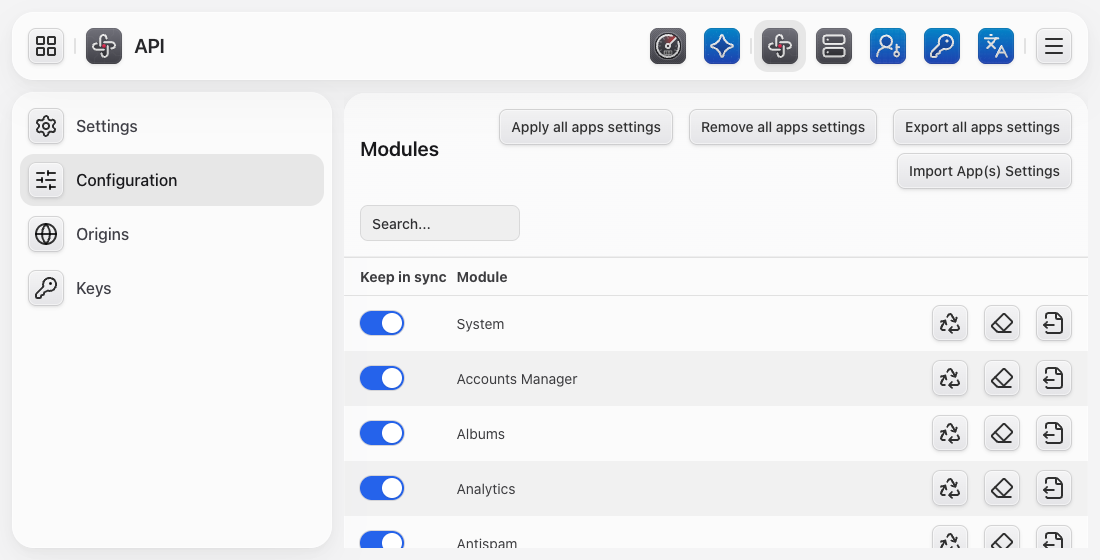 API
Settings
Configuration
Origins
Keys
Modules
Apply all apps settings
Remove all apps settings
Export all apps settings
Import App(s) Settings
Search...
Keep in sync Module
System
Accounts Manager
Albums
Analytics
Antispam